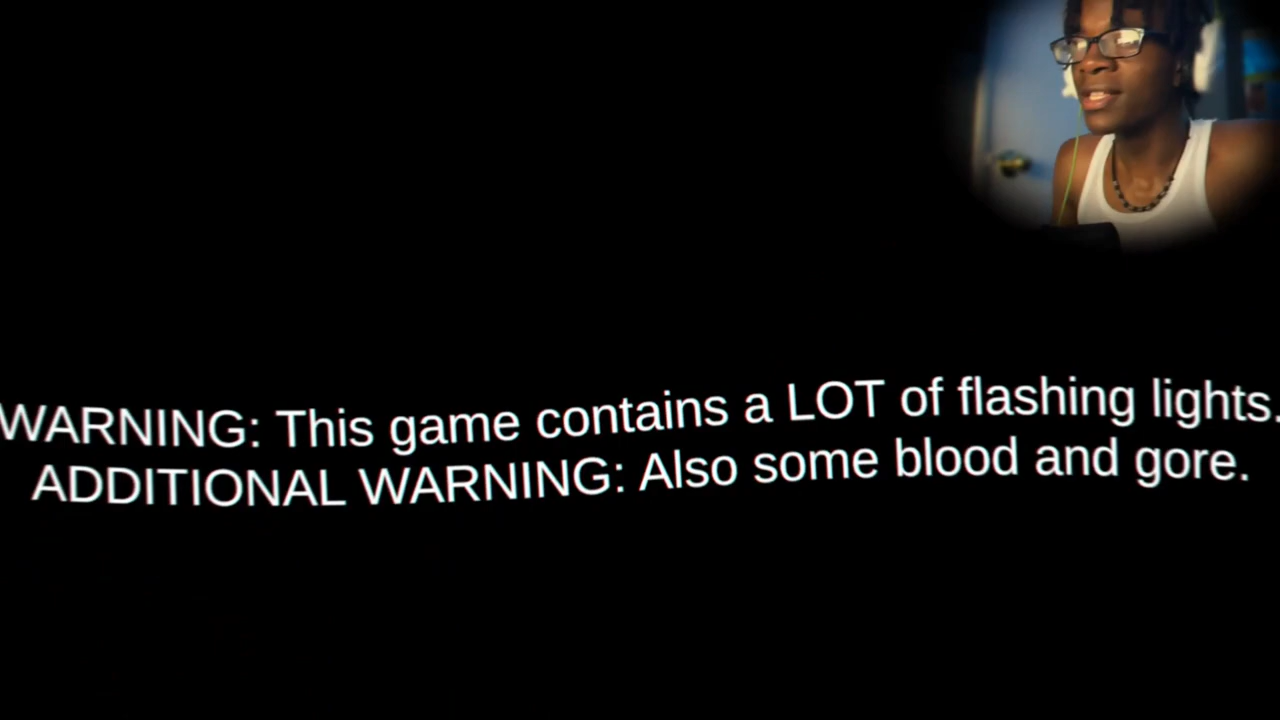 WARNING: This game contains a LOT of flashing lights.
ADDITIONAL WARNING: Also some blood and gore.